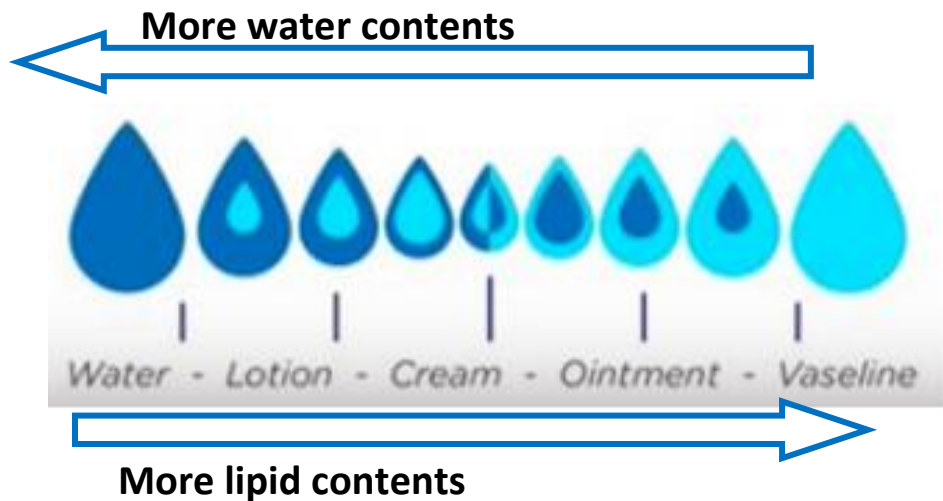 More water contents
Water - Lotion - Cream - Ointment - Vaseline
More lipid contents